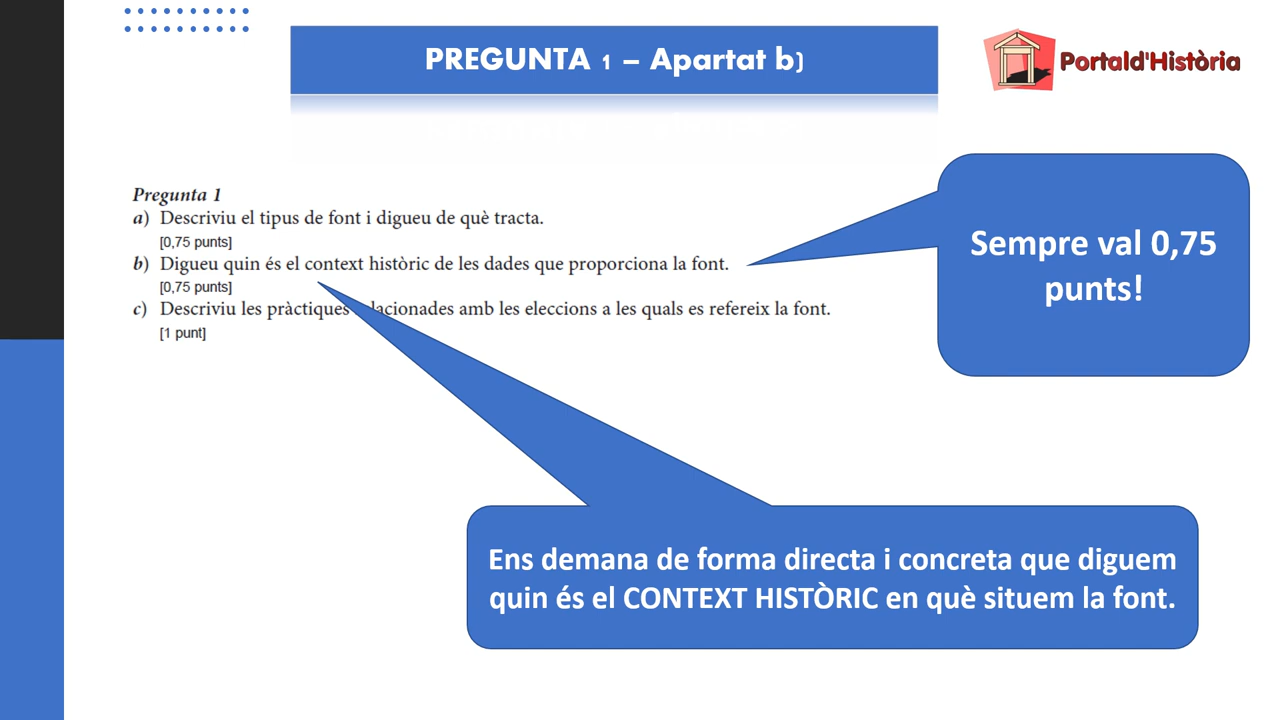 PREGUNTA 1 – Apartat b)
Portald'Història
Pregunta 1
a) Descriviu el tipus de font i digueu de què tracta.
[0,75 punts]
b) Digueu quin és el context històric de les dades que proporciona la font.
[0,75 punts]
c) Descriviu les pràctiques relacionades amb les eleccions a les quals es refereix la font.
[1 punt]
Sempre val 0,75
punts!
Ens demana de forma directa i concreta que diguem
quin és el CONTEXT HISTÒRIC en què situem la font.